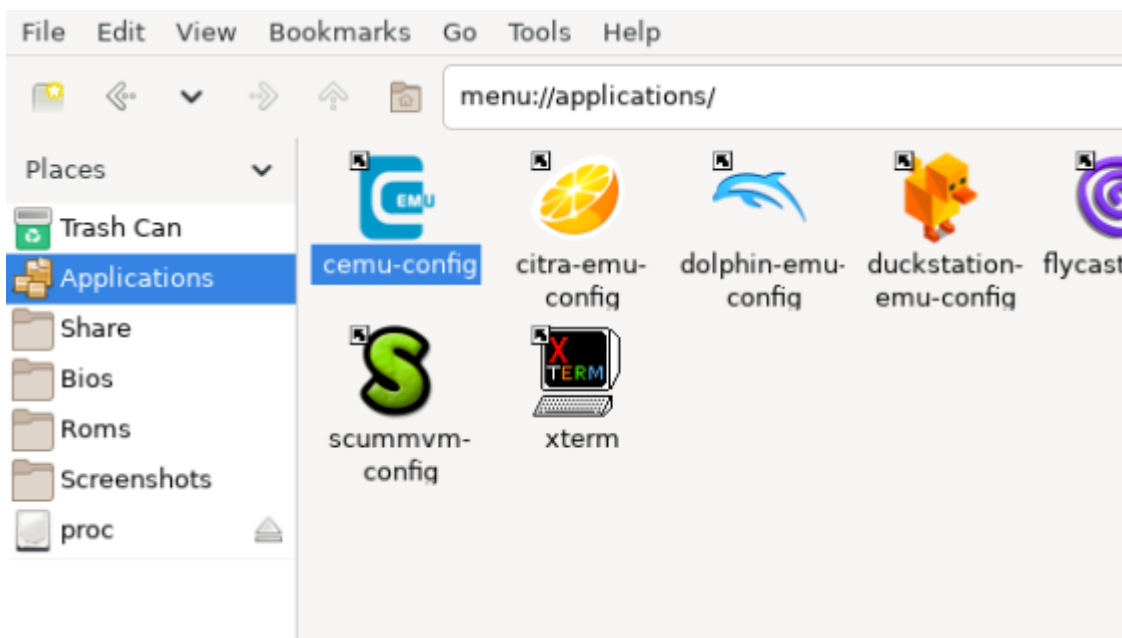 File Edit View Bookmarks Go Tools Help
menu://applications/
Places
Trash Can
Applications
Share
Bios
Roms
Screenshots
proc
EMU
cemu-config
citra-emu-
config
dolphin-emu-
config
duckstation-
emu-config
flycast
S
scummvm-
config
X
TERM
xterm